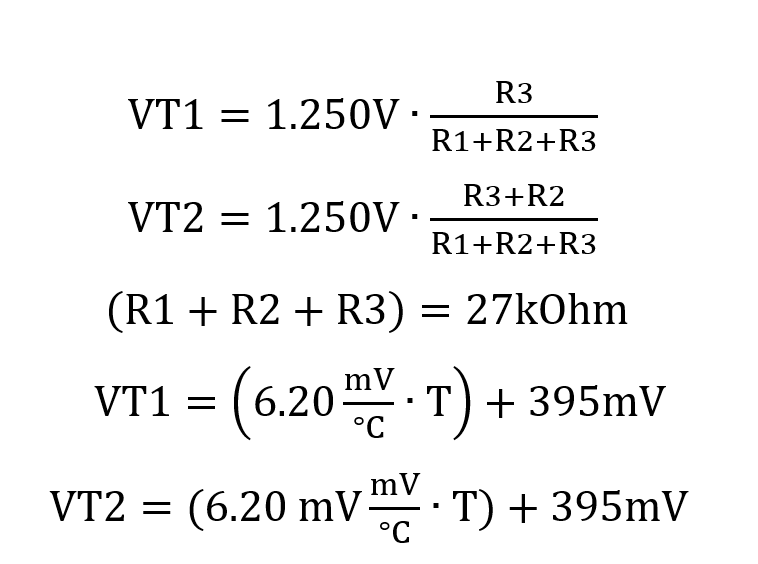 VT1 = 1.250V · R3/(R1+R2+R3)
VT2 = 1.250V · (R3+R2)/(R1+R2+R3)
(R1 + R2 + R3) = 27kOhm
VT1 = (6.20 mV/°C · T) + 395mV
VT2 = (6.20 mV mV/°C · T) + 395mV